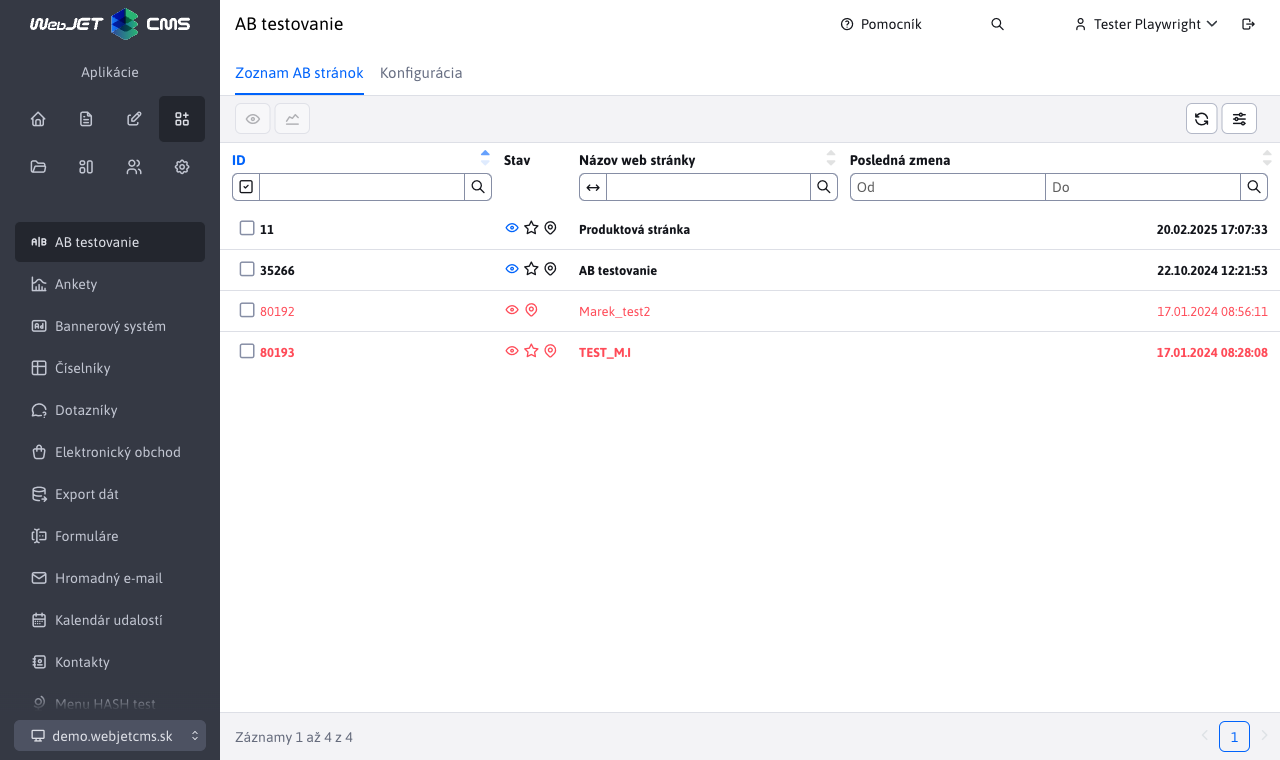 WebJET CMS
AB testovanie
Pomocník
Tester Playwright
Aplikácie
Zoznam AB stránok
Konfigurácia
ID
Stav
Názov web stránky
Posledná zmena
Od
Do
11
Produktová stránka
20.02.2025 17:07:33
35266
AB testovanie
22.10.2024 12:21:53
80192
Marek_test2
17.01.2024 08:56:11
80193
TEST_M.I
17.01.2024 08:28:08
A|B AB testovanie
Ankety
Ad Bannerový systém
Číselníky
Dotazníky
Elektronický obchod
Export dát
Formuláre
Hromadný e-mail
Kalendár udalostí
Kontakty
Menu HASH test
demo.webjetcms.sk
Záznamy 1 až 4 z 4
1